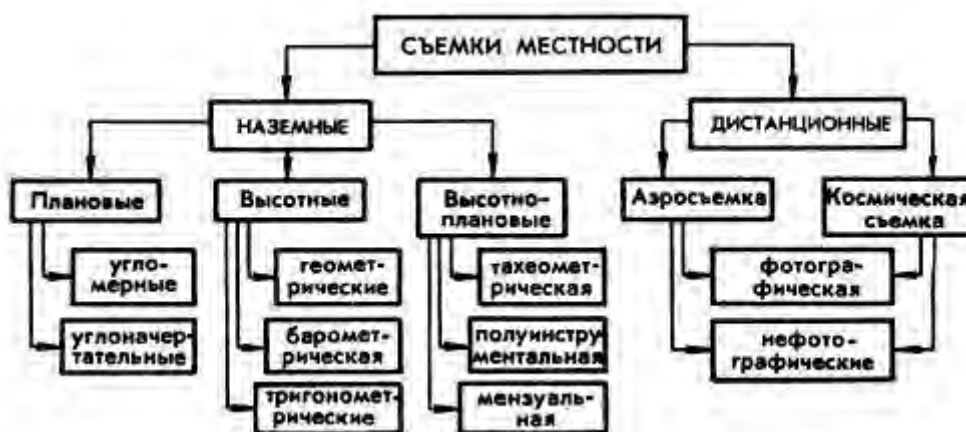 СЪЕМКИ МЕСТНОСТИ
НАЗЕМНЫЕ
ДИСТАНЦИОННЫЕ
Плановые
Высотные
Высотно-
плановые
Аэросъемка
Космическая
съемка
угло-
мерные
геомет-
рические
тахеомет-
рическая
фотогра-
фическая
углоначер-
тательные
баромет-
рическая
полуинстру
ментальная
нефото-
графические
тригономет-
рические
мензуаль-
ная